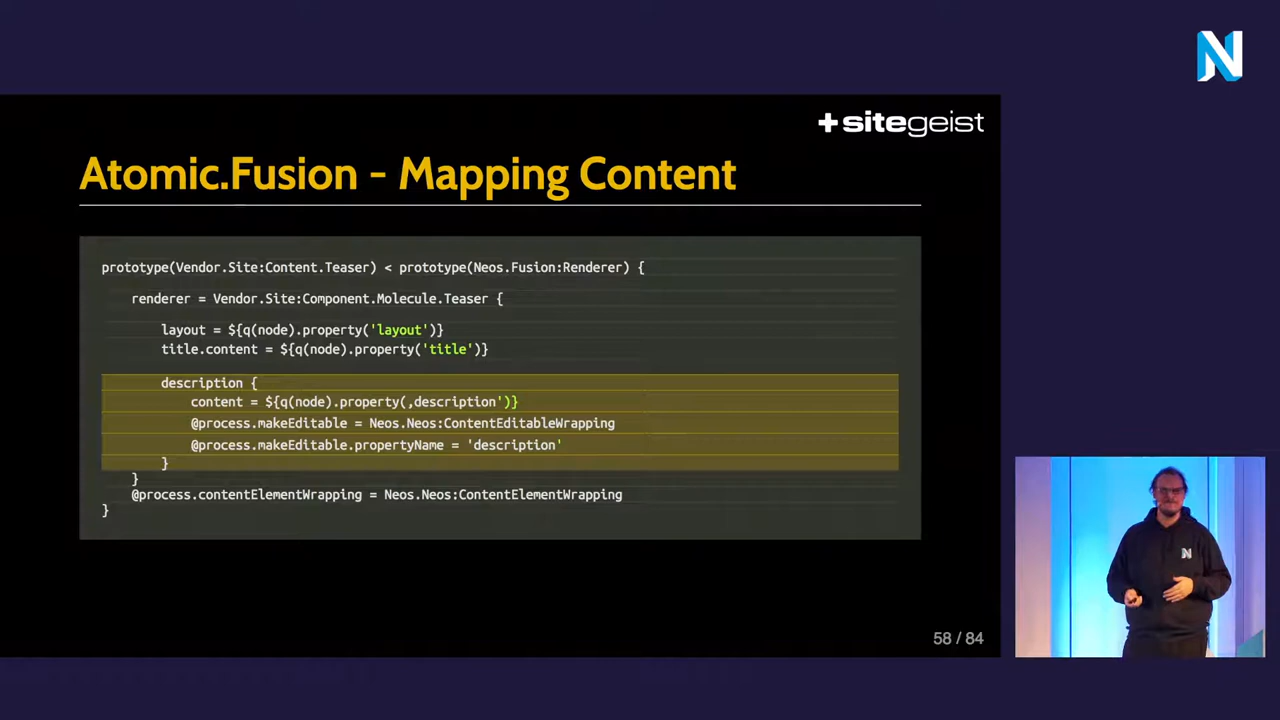 N
+sitegeist
Atomic.Fusion - Mapping Content
prototype(Vendor.Site:Content.Teaser) < prototype(Neos.Fusion:Renderer) {
renderer = Vendor.Site:Component.Molecule.Teaser {
layout = ${q(node).property('layout')}
title.content = ${q(node).property('title')}
description {
content = ${q(node).property(,description')}
@process.makeEditable = Neos.Neos:ContentEditableWrapping
@process.makeEditable.propertyName = 'description'
}
}
@process.contentElementWrapping = Neos.Neos:ContentElementWrapping
}
N
58 / 84